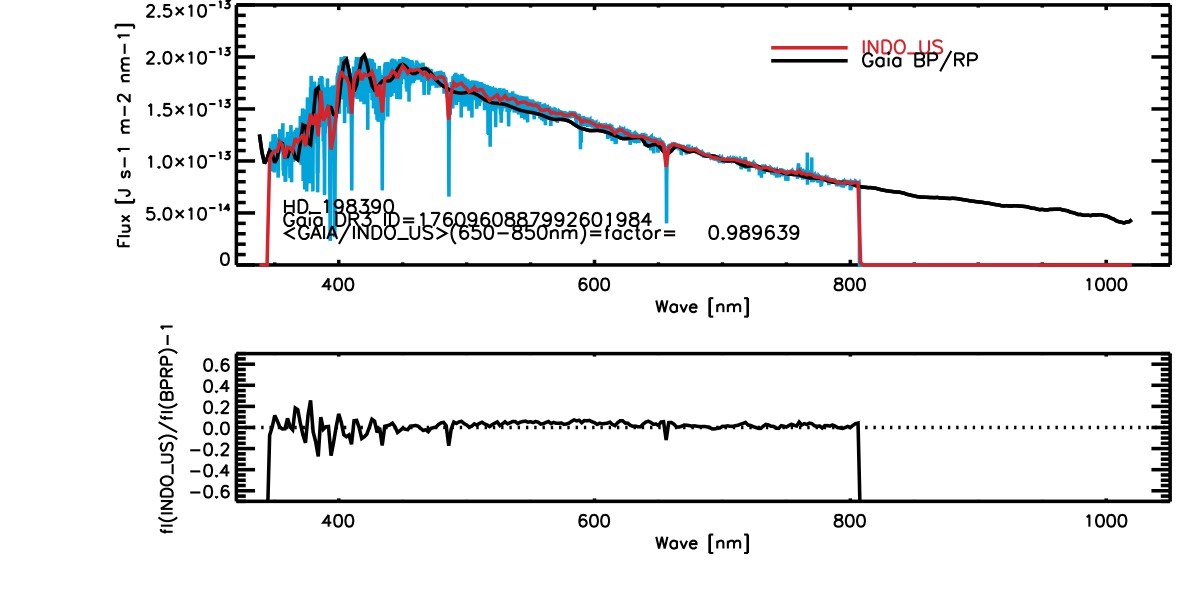 2.5×10−13
2.0×10−13
1.5×10−13
1.0×10−13
5.0×10−14
0
Flux [J s−1 m−2 nm−1]
INDO_US
Gaia BP/RP
HD_198390
Gaia DR3 ID=1760960887992601984
<GAIA/INDO_US>(650−850nm)=factor= 0.989639
400 600 800 1000
Wave [nm]
fl(INDO_US)/fl(BPRP)−1
0.6
0.4
0.2
0.0
−0.2
−0.4
−0.6
400 600 800 1000
Wave [nm]